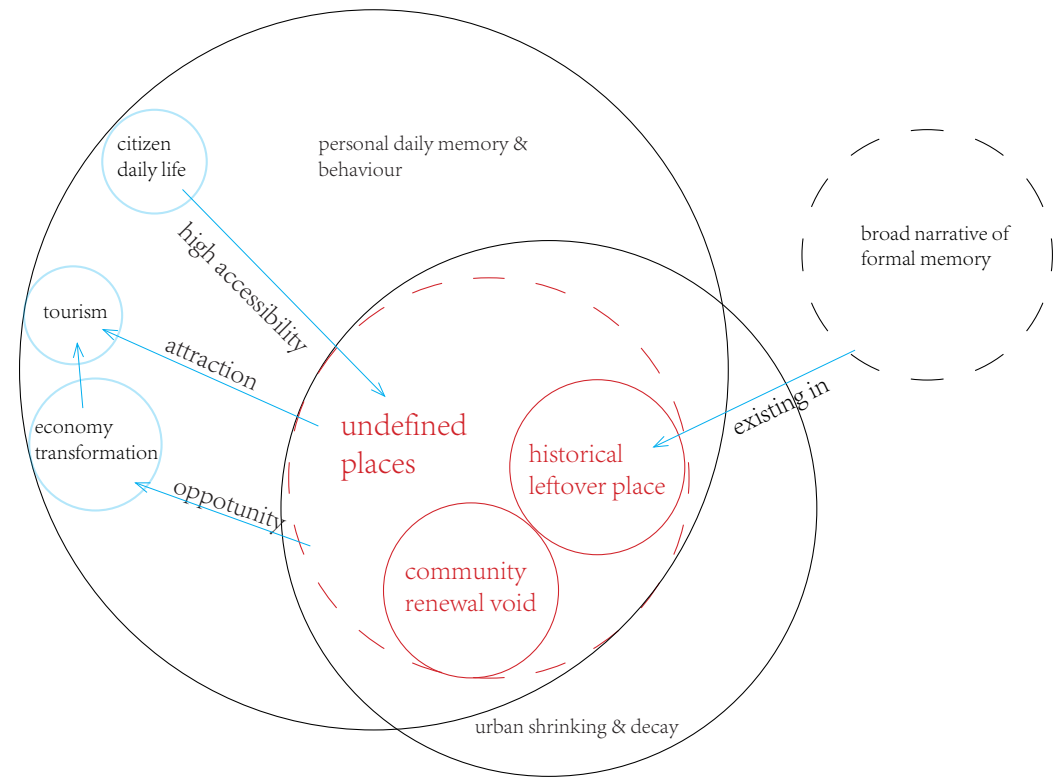 citizen
daily life
personal daily memory &
behaviour
broad narrative of
formal memory
high accessibility
tourism
attraction
economy
transformation
oppotunity
undefined
places
historical
leftover place
existing in
community
renewal void
urban shrinking & decay